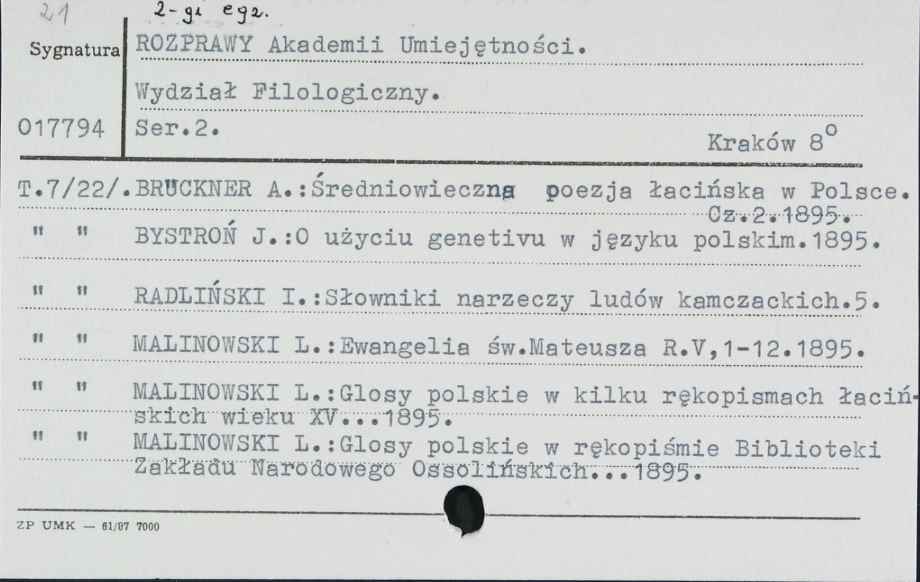 21 2-gi egz.
Sygnatura ROZPRAWY Akademii Umiejętności.
Wydział Filologiczny.
017794 Ser.2.
Kraków 8°
T.7/22/.BRUCKNER A.:Średniowieczna poezja łacińska w Polsce.
Cz.2.1895.
" " BYSTROŃ J.:O użyciu genetivu w języku polskim.1895.
" " RADLIŃSKI I.:Słowniki narzeczy ludów kamczackich.5.
" " MALINOWSKI L.:Ewangelia św.Mateusza R.V,1-12.1895.
" " MALINOWSKI L.:Glosy polskie w kilku rękopismach łaciń-
skich wieku XV...1895.
" " MALINOWSKI L.:Glosy polskie w rękopiśmie Biblioteki
Zakładu Narodowego Ossolińskich...1895.
ZP UMK — 61/87 7000